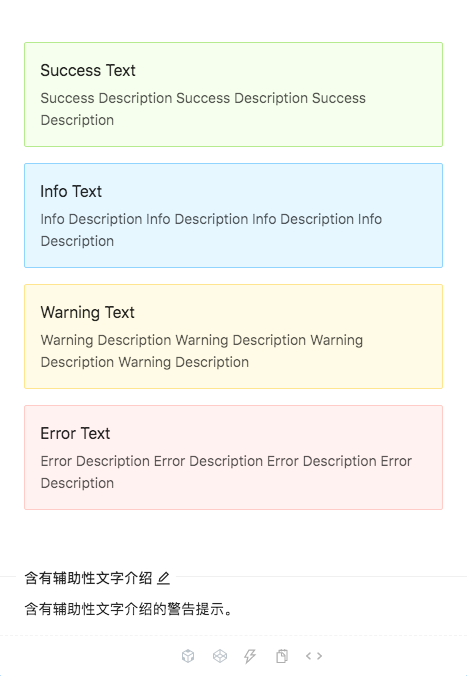 Success Text
Success Description Success Description Success
Description
Info Text
Info Description Info Description Info Description Info
Description
Warning Text
Warning Description Warning Description Warning
Description Warning Description
Error Text
Error Description Error Description Error Description Error
Description
含有辅助性文字介绍
含有辅助性文字介绍的警告提示。